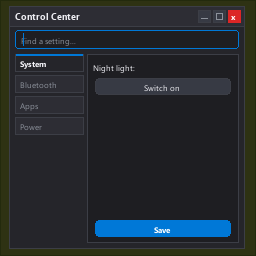 Control Center
Find a setting...
System
Bluetooth
Apps
Power
Night light:
Switch on
Save